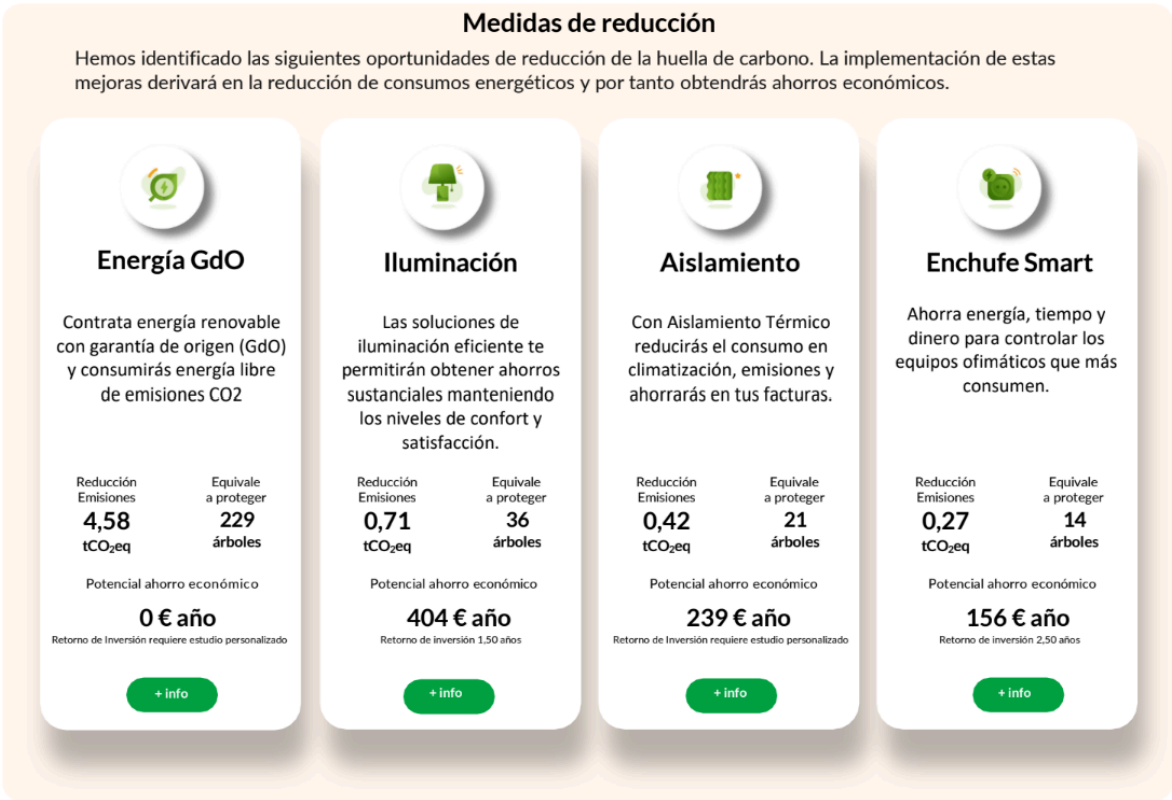 Medidas de reducción
Hemos identificado las siguientes oportunidades de reducción de la huella de carbono. La implementación de estas
mejoras derivará en la reducción de consumos energéticos y por tanto obtendrás ahorros económicos.
Energía GdO
Contrata energía renovable
con garantía de origen (GdO)
y consumirás energía libre
de emisiones CO2
Reducción
Emisiones
4,58
tCO₂eq
Equivale
a proteger
229
árboles
Potencial ahorro económico
0 € año
Retorno de Inversión requiere estudio personalizado
+ info
Iluminación
Las soluciones de
iluminación eficiente te
permitirán obtener ahorros
sustanciales manteniendo
los niveles de confort y
satisfacción.
Reducción
Emisiones
0,71
tCO₂eq
Equivale
a proteger
36
árboles
Potencial ahorro económico
404 € año
Retorno de inversión 1,50 años
+ info
Aislamiento
Con Aislamiento Térmico
reducirás el consumo en
climatización, emisiones y
ahorrarás en tus facturas.
Reducción
Emisiones
0,42
tCO₂eq
Equivale
a proteger
21
árboles
Potencial ahorro económico
239 € año
Retorno de Inversión requiere estudio personalizado
+ info
Enchufe Smart
Ahorra energía, tiempo y
dinero para controlar los
equipos ofimáticos que más
consumen.
Reducción
Emisiones
0,27
tCO₂eq
Equivale
a proteger
14
árboles
Potencial ahorro económico
156 € año
Retorno de inversión 2,50 años
+ info